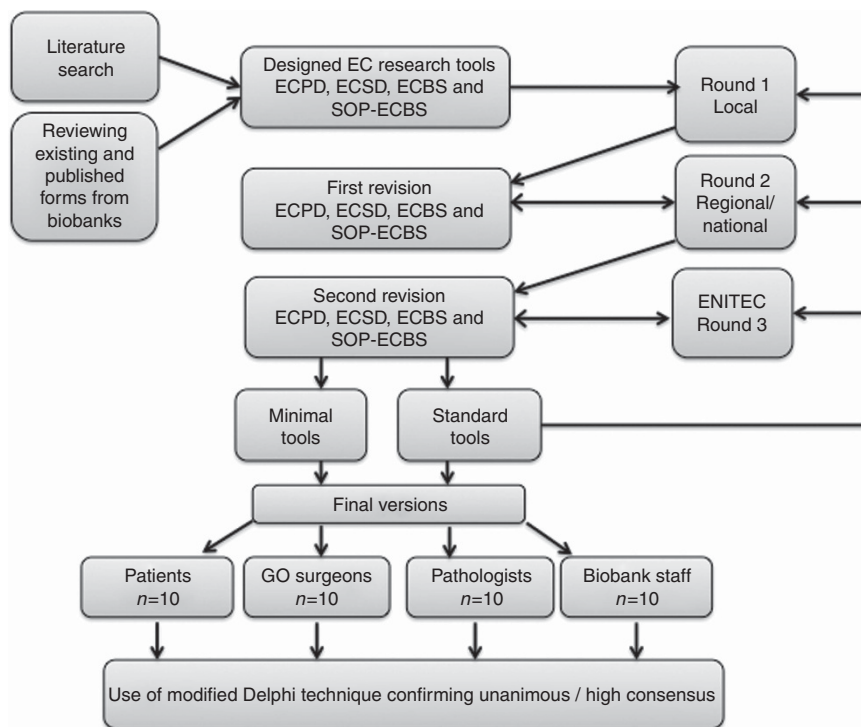 Literature
search
Reviewing
existing and
published
forms from
biobanks
Designed EC research tools
ECPD, ECSD, ECBS and
SOP-ECBS
Round 1
Local
First revision
ECPD, ECSD, ECBS and
SOP-ECBS
Round 2
Regional/
national
Second revision
ECPD, ECSD, ECBS and
SOP-ECBS
ENITEC
Round 3
Minimal
tools
Standard
tools
Final versions
Patients
n=10
GO surgeons
n=10
Pathologists
n=10
Biobank staff
n=10
Use of modified Delphi technique confirming unanimous / high consensus